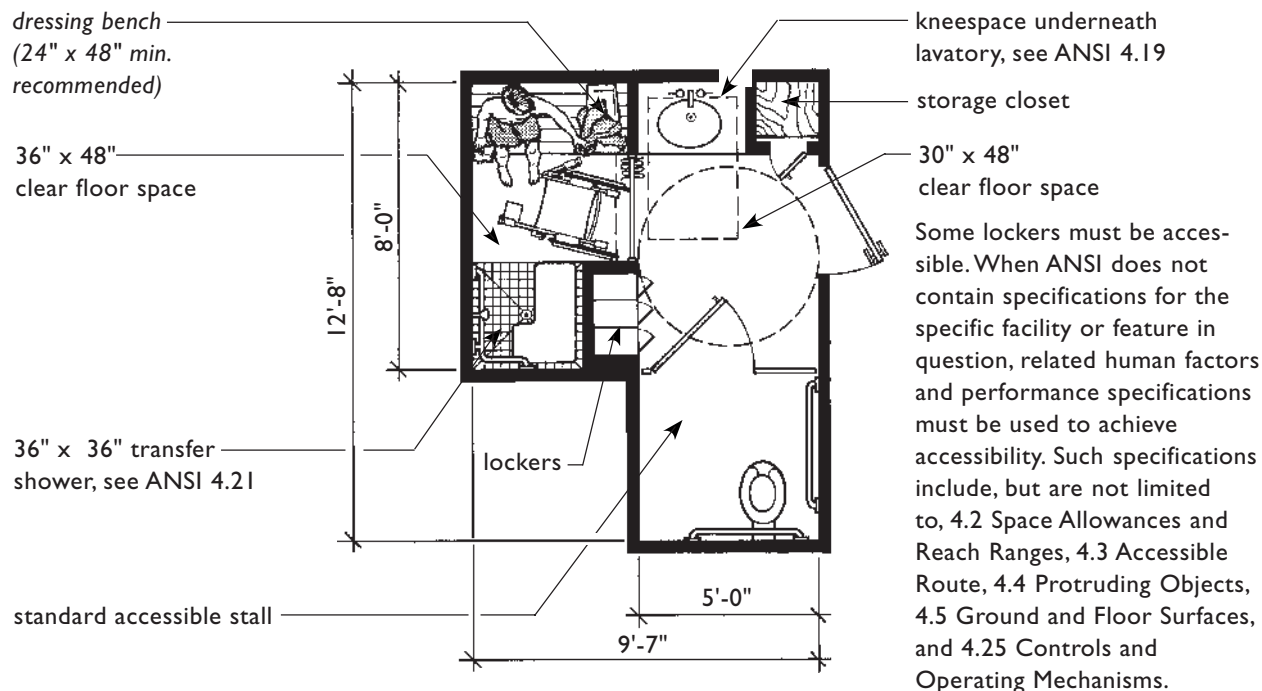 dressing bench
(24" x 48" min.
recommended)
kneespace underneath
lavatory, see ANSI 4.19
storage closet
36" x 48"
clear floor space
30" x 48"
clear floor space
8'-0"
12'-8"
Some lockers must be acces-
sible. When ANSI does not
contain specifications for the
specific facility or feature in
question, related human factors
and performance specifications
must be used to achieve
accessibility. Such specifications
include, but are not limited
to, 4.2 Space Allowances and
Reach Ranges, 4.3 Accessible
Route, 4.4 Protruding Objects,
4.5 Ground and Floor Surfaces,
and 4.25 Controls and
Operating Mechanisms.
36" x 36" transfer
shower, see ANSI 4.21
lockers
standard accessible stall
5'-0"
9'-7"